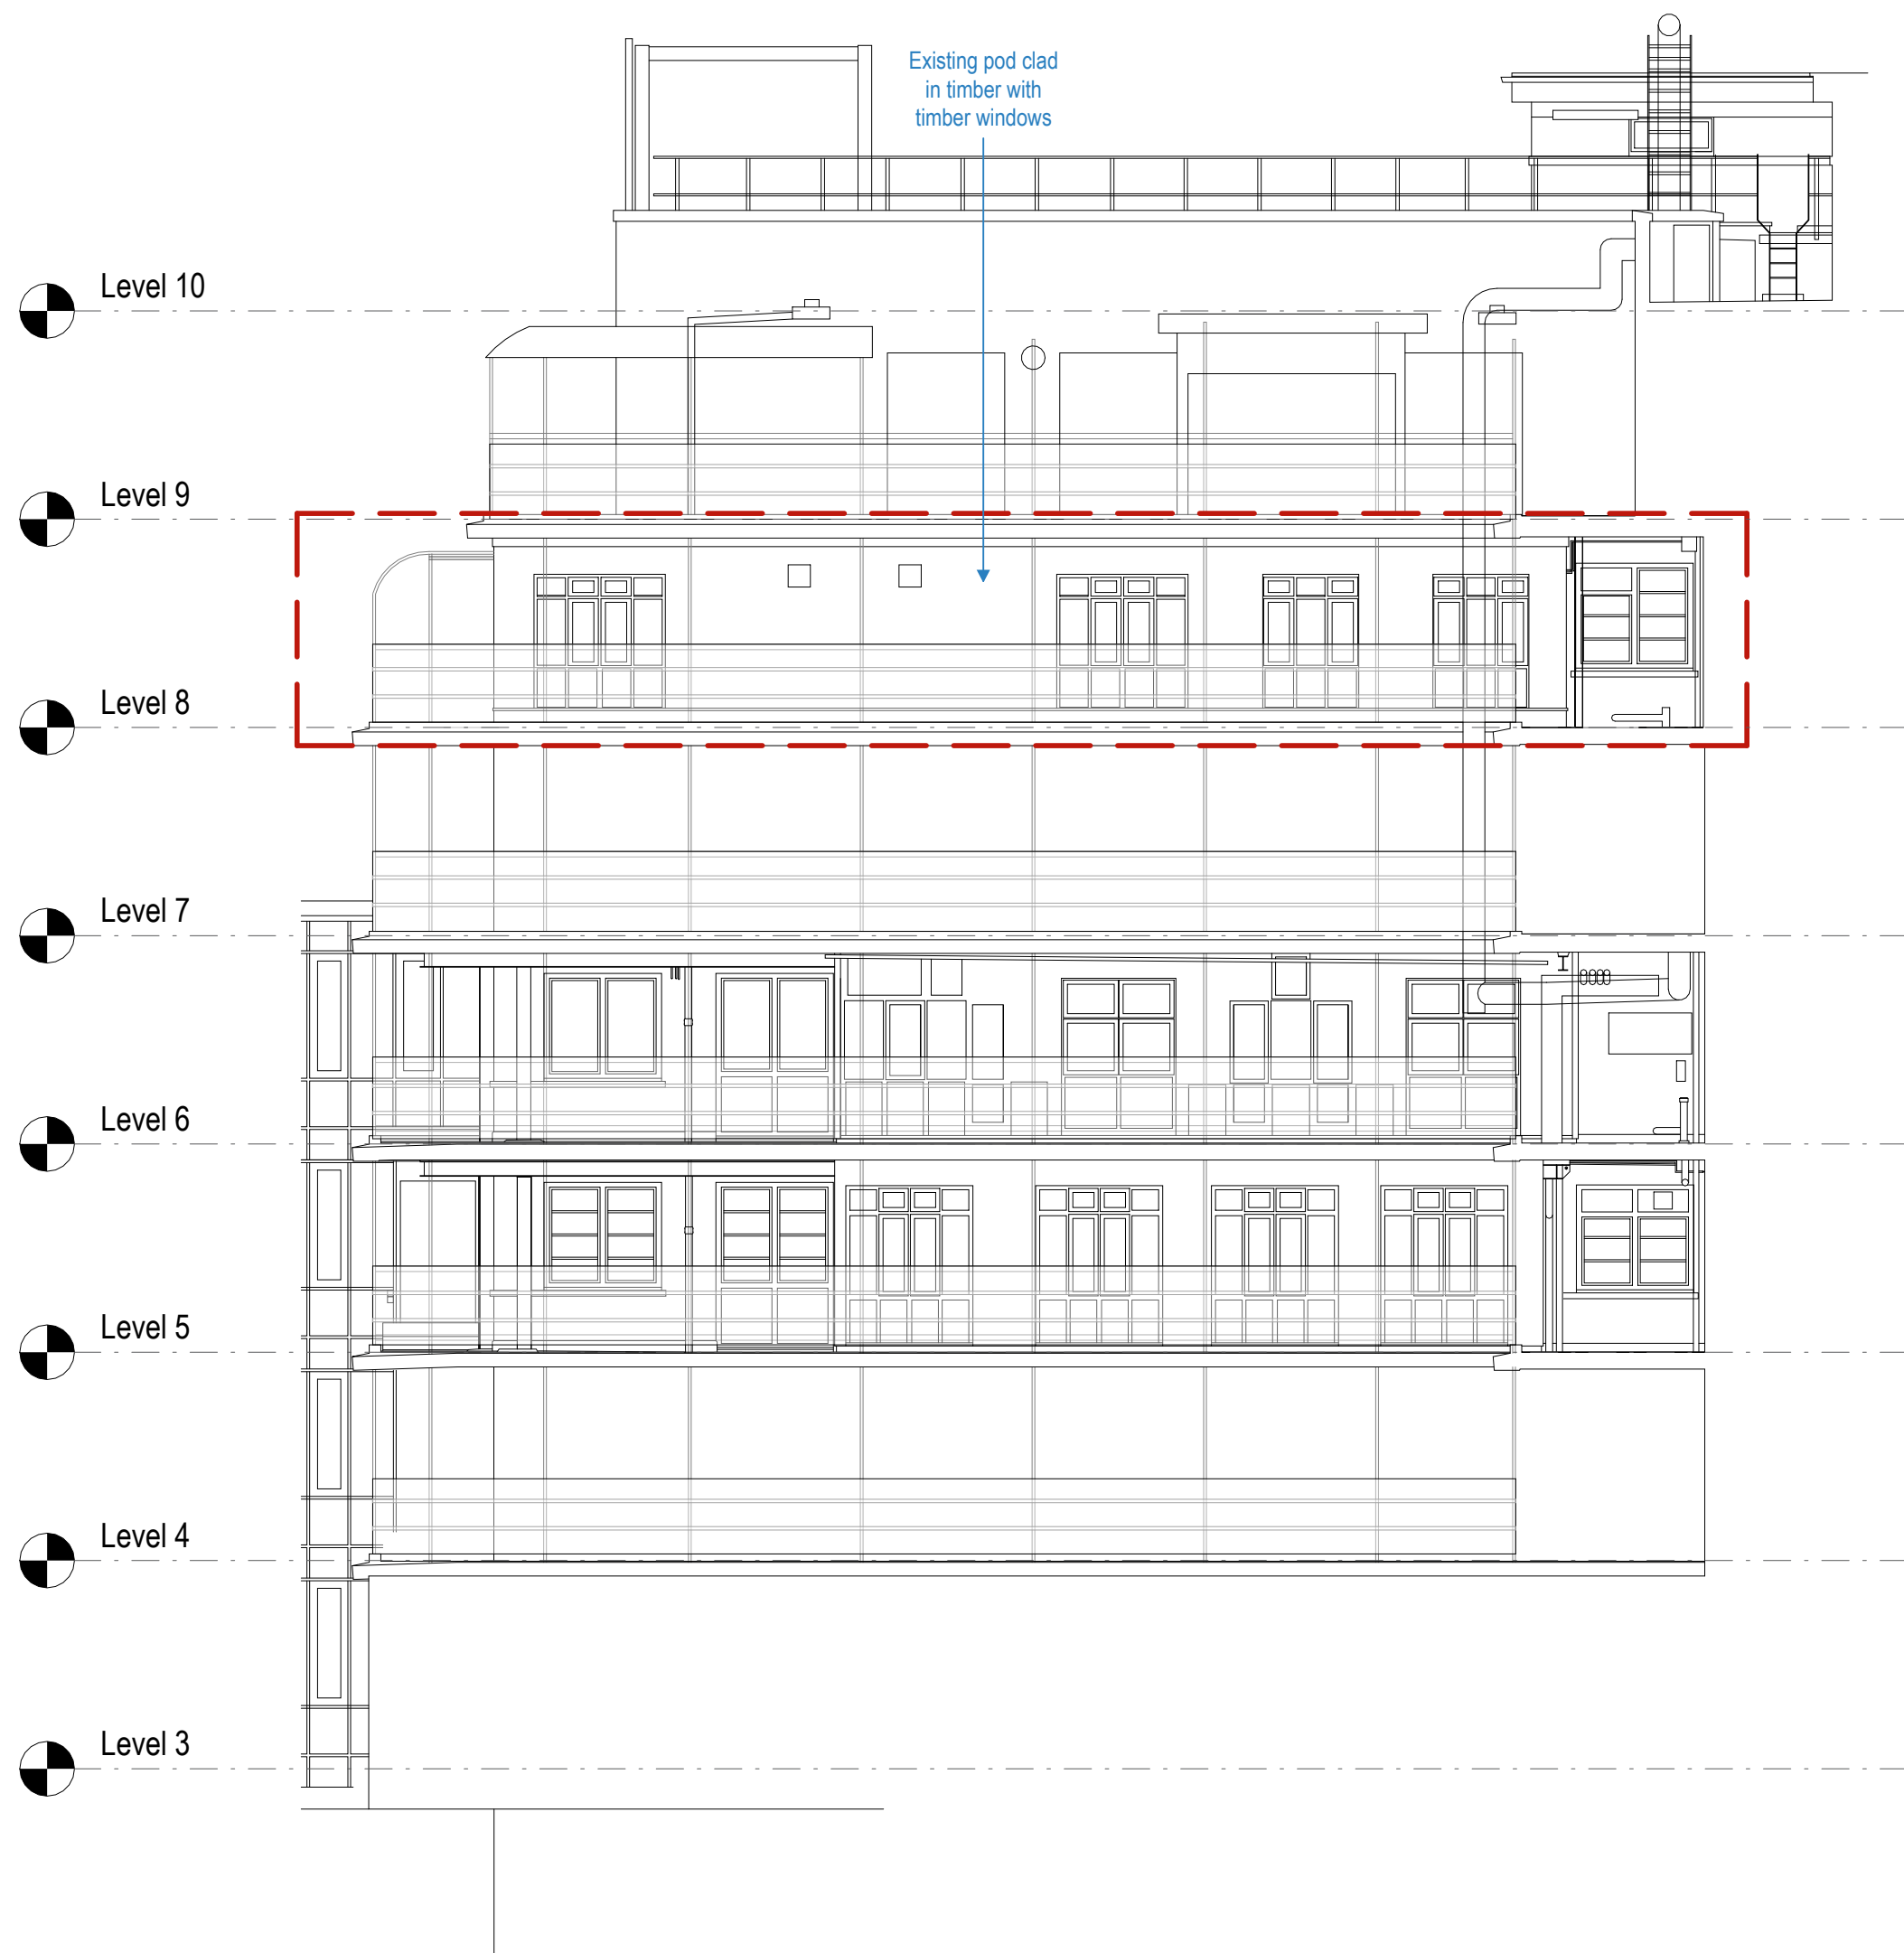 Existing pod clad
in timber with
timber windows
Level 10
Level 9
Level 8
Level 7
Level 6
Level 5
Level 4
Level 3